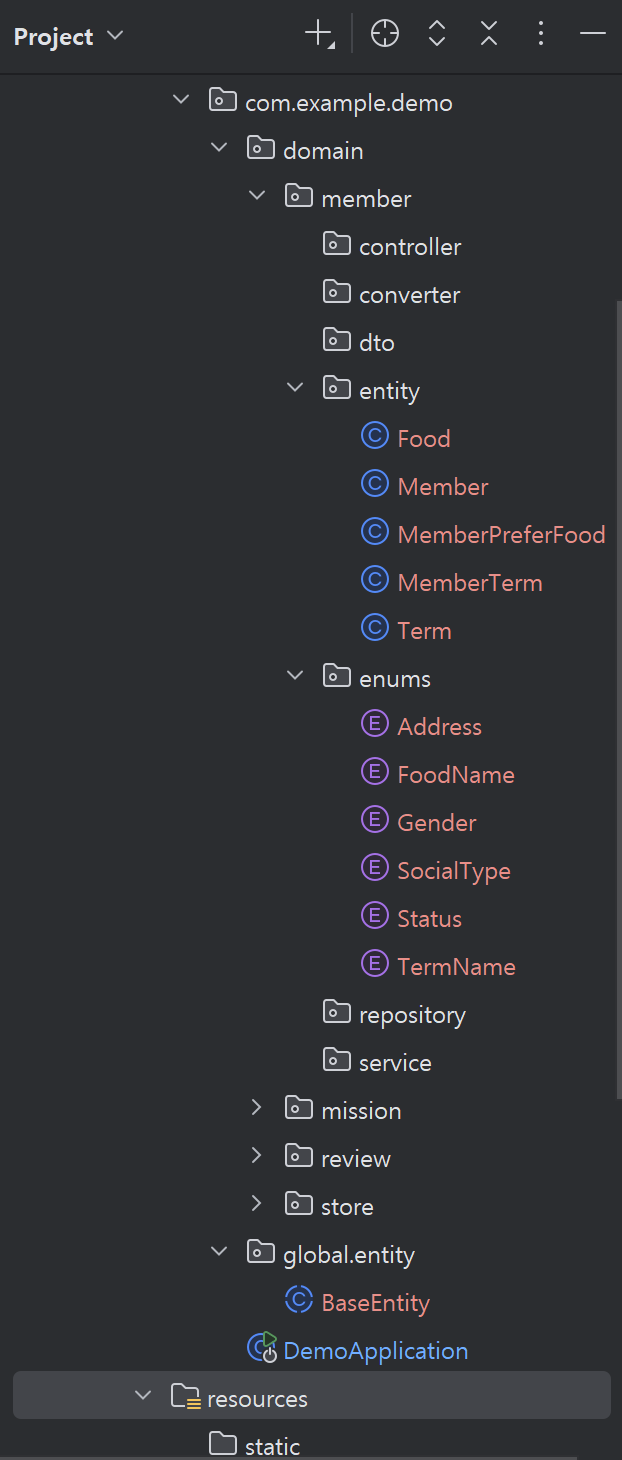 Project
com.example.demo
domain
member
controller
converter
dto
entity
Food
Member
MemberPreferFood
MemberTerm
Term
enums
Address
FoodName
Gender
SocialType
Status
TermName
repository
service
mission
review
store
global.entity
BaseEntity
DemoApplication
resources
static